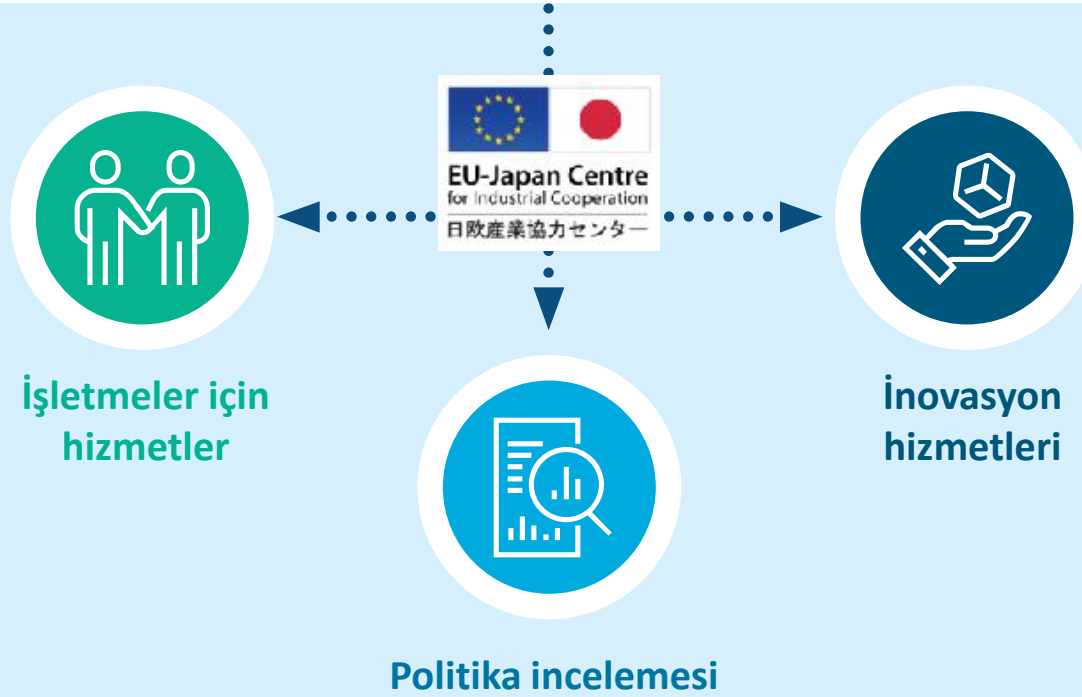 EU-Japan Centre
for Industrial Cooperation
日欧産業協力センター
İşletmeler için
hizmetler
İnovasyon
hizmetleri
Politika incelemesi